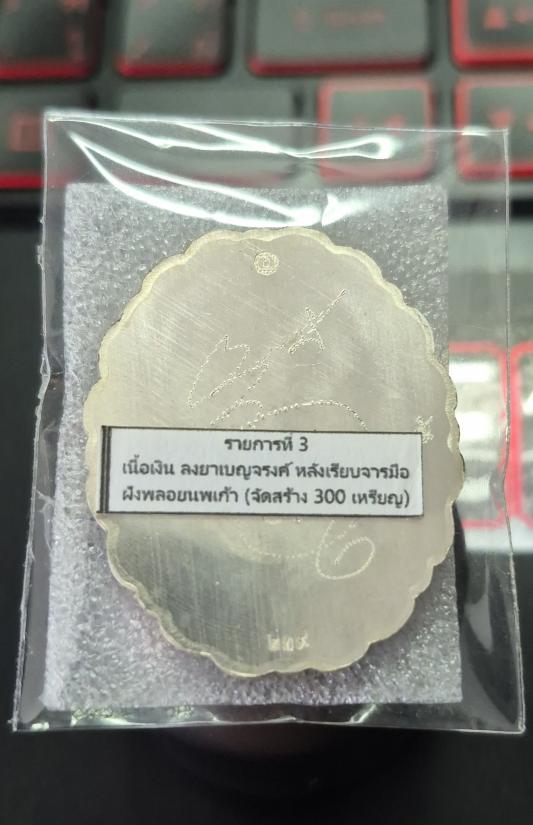 รายการที่ 3
เนื้อเงิน ลงยาเบญจรงค์ หลังเรียบจารมือ
ฝังพลอยนพเก้า (จัดสร้าง 300 เหรียญ)